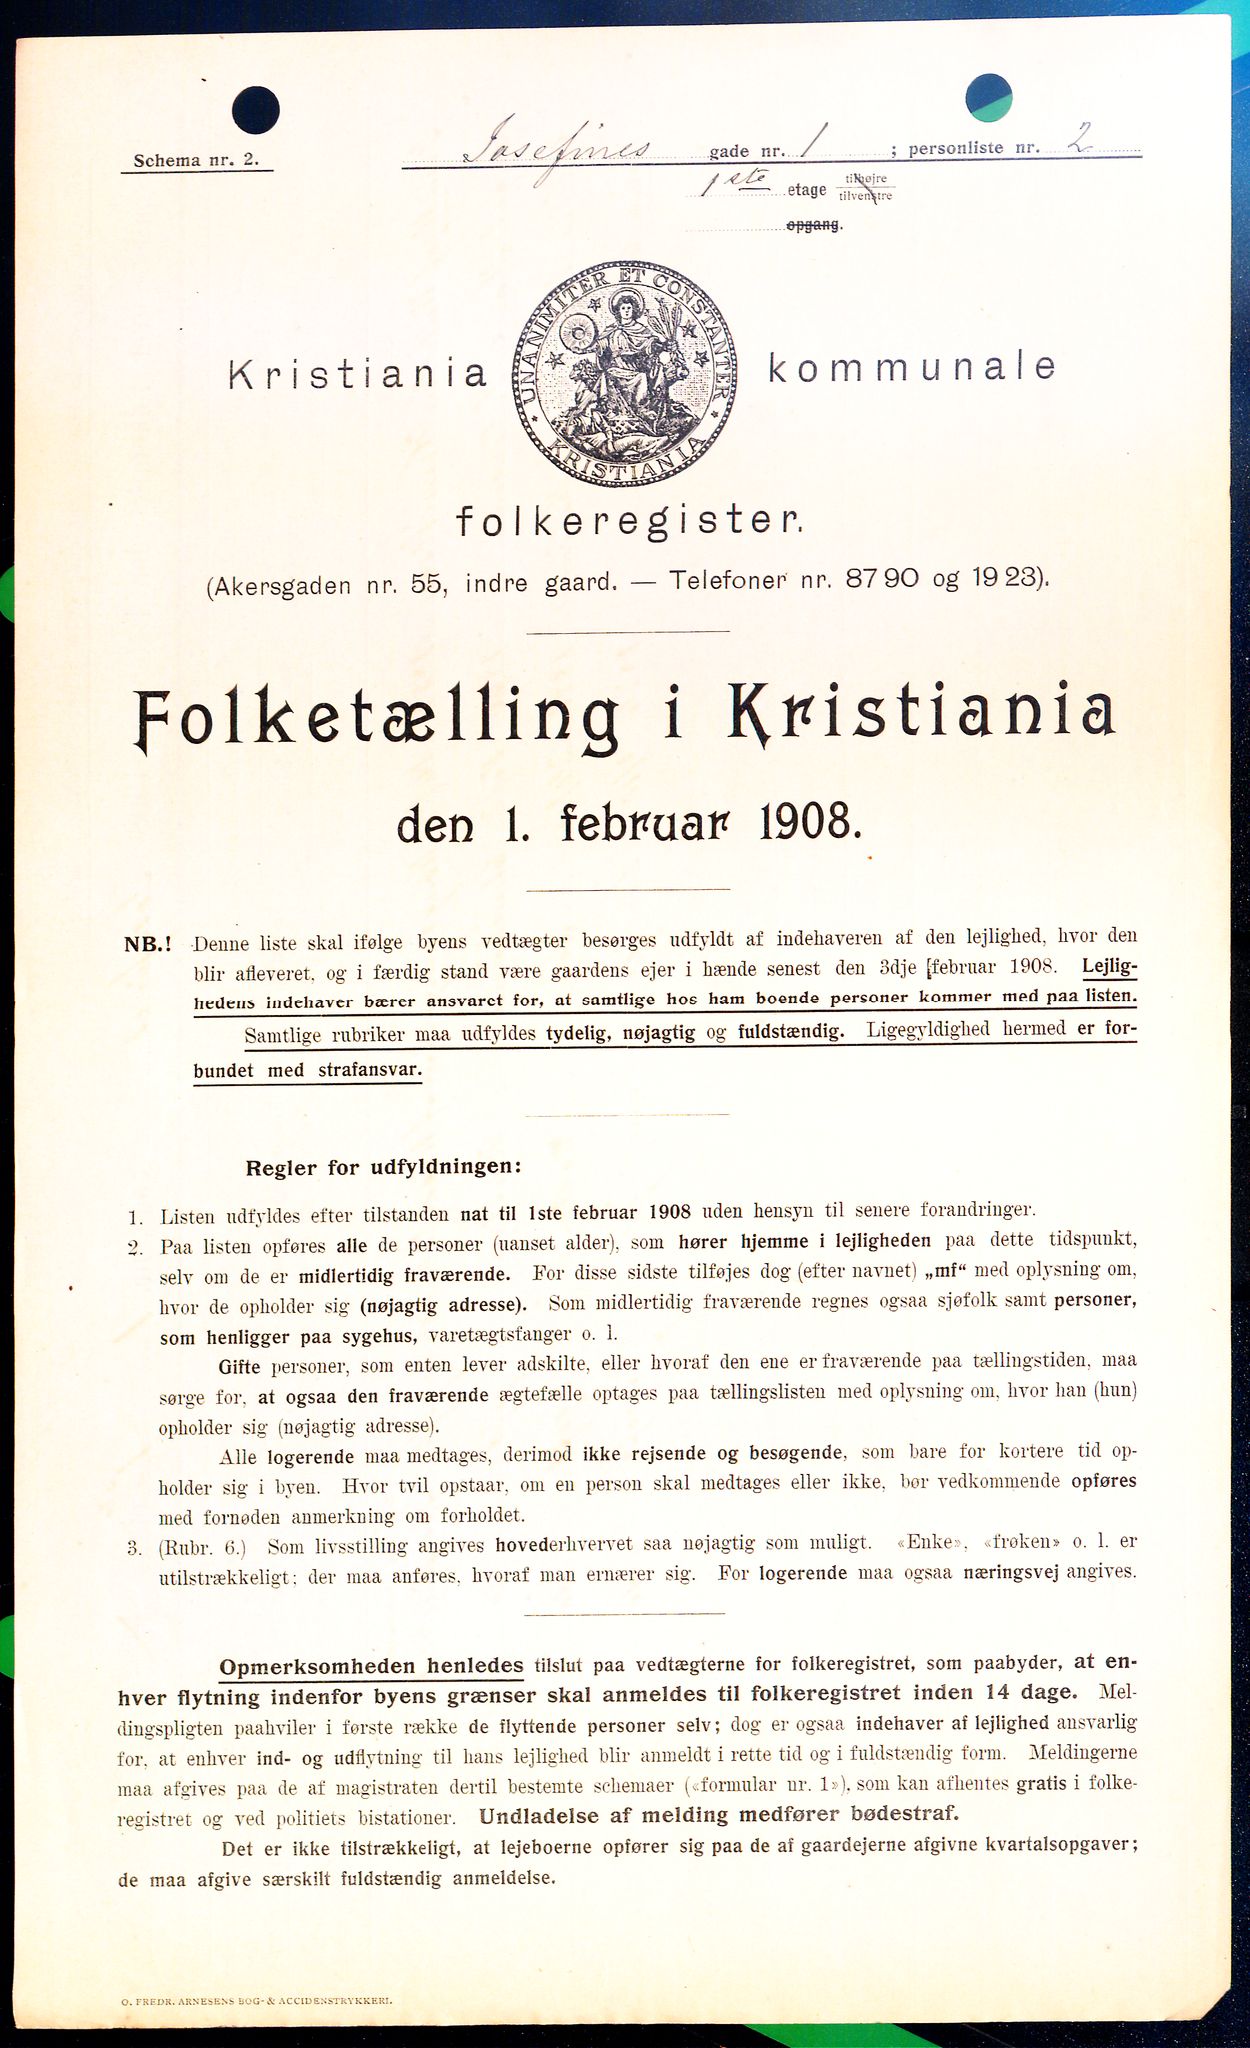 Schema nr. 2.
Josefines gade nr. 1 ; personliste nr. 2
1ste etage tilhøjre
tilvenstre
opgang.
UNANIMITER ET CONSTANTER
KRISTIANIA
Kristiania kommunale
folkeregister.
(Akersgaden nr. 55, indre gaard. — Telefoner nr. 8790 og 1923).
Folketælling i Kristiania
den 1. februar 1908.
NB.! Denne liste skal ifølge byens vedtægter besørges udfyldt af indehaveren af den lejlighed, hvor den
blir afleveret, og i færdig stand være gaardens ejer i hænde senest den 3dje [februar 1908. Lejlig-
hedens indehaver bærer ansvaret for, at samtlige hos ham boende personer kommer med paa listen.
Samtlige rubriker maa udfyldes tydelig, nøjagtig og fuldstændig. Ligegyldighed hermed er for-
bundet med strafansvar.
Regler for udfyldningen:
1. Listen udfyldes efter tilstanden nat til 1ste februar 1908 uden hensyn til senere forandringer.
2. Paa listen opføres alle de personer (uanset alder), som hører hjemme i lejligheden paa dette tidspunkt,
selv om de er midlertidig fraværende. For disse sidste tilføjes dog (efter navnet) „mf“ med oplysning om,
hvor de opholder sig (nøjagtig adresse). Som midlertidig fraværende regnes ogsaa sjøfolk samt personer,
som henligger paa sygehus, varetægtsfanger o. l.
Gifte personer, som enten lever adskilte, eller hvoraf den ene er fraværende paa tællingstiden, maa
sørge for, at ogsaa den fraværende ægtefælle optages paa tællingslisten med oplysning om, hvor han (hun)
opholder sig (nøjagtig adresse).
Alle logerende maa medtages, derimod ikke rejsende og besøgende, som bare for kortere tid op-
holder sig i byen. Hvor tvil opstaar, om en person skal medtages eller ikke, bør vedkommende opføres
med fornøden anmerkning om forholdet.
3. (Rubr. 6.) Som livsstilling angives hovederhvervet saa nøjagtig som muligt. «Enke», «frøken» o. l. er
utilstrækkeligt; der maa anføres, hvoraf man ernærer sig. For logerende maa ogsaa næringsvej angives.
Opmerksomheden henledes tilslut paa vedtægterne for folkeregistret, som paabyder, at en-
hver flytning indenfor byens grænser skal anmeldes til folkeregistret inden 14 dage. Mel-
dingspligten paahviler i første række de flyttende personer selv; dog er ogsaa indehaver af lejlighed ansvarlig
for, at enhver ind- og udflytning til hans lejlighed blir anmeldt i rette tid og i fuldstændig form. Meldingerne
maa afgives paa de af magistraten dertil bestemte schemaer («formular nr. 1»), som kan afhentes gratis i folke-
registret og ved politiets bistationer. Undladelse af melding medfører bødestraf.
Det er ikke tilstrækkeligt, at lejeboerne opfører sig paa de af gaardejerne afgivne kvartalsopgaver;
de maa afgive særskilt fuldstændig anmeldelse.
O. FREDR. ARNESENS BOG- & ACCIDENSTRYKKERI.